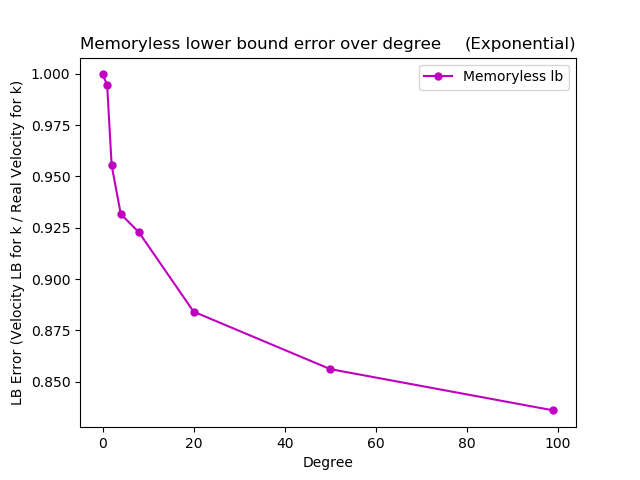 Memoryless lower bound error over degree (Exponential)
Memoryless lb
LB Error (Velocity LB for k / Real Velocity for k)
1.000
0.975
0.950
0.925
0.900
0.875
0.850
0 20 40 60 80 100
Degree